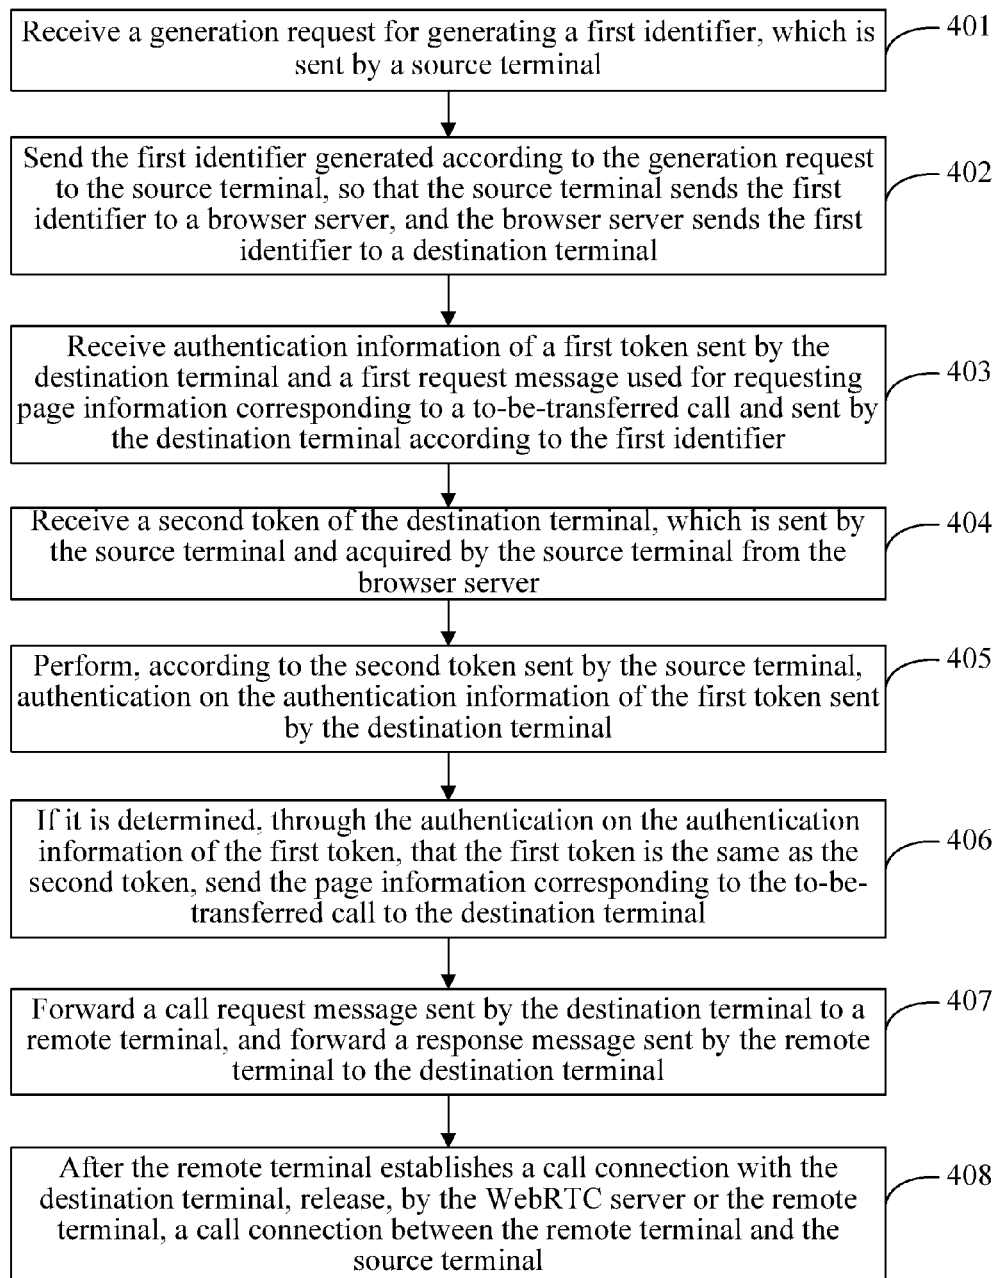 Receive a generation request for generating a first identifier, which is
sent by a source terminal
401
Send the first identifier generated according to the generation request
to the source terminal, so that the source terminal sends the first
identifier to a browser server, and the browser server sends the first
identifier to a destination terminal
402
Receive authentication information of a first token sent by the
destination terminal and a first request message used for requesting
page information corresponding to a to-be-transferred call and sent by
the destination terminal according to the first identifier
403
Receive a second token of the destination terminal, which is sent by
the source terminal and acquired by the source terminal from the
browser server
404
Perform, according to the second token sent by the source terminal,
authentication on the authentication information of the first token sent
by the destination terminal
405
If it is determined, through the authentication on the authentication
information of the first token, that the first token is the same as the
second token, send the page information corresponding to the to-be-
transferred call to the destination terminal
406
Forward a call request message sent by the destination terminal to a
remote terminal, and forward a response message sent by the remote
terminal to the destination terminal
407
After the remote terminal establishes a call connection with the
destination terminal, release, by the WebRTC server or the remote
terminal, a call connection between the remote terminal and the
source terminal
408